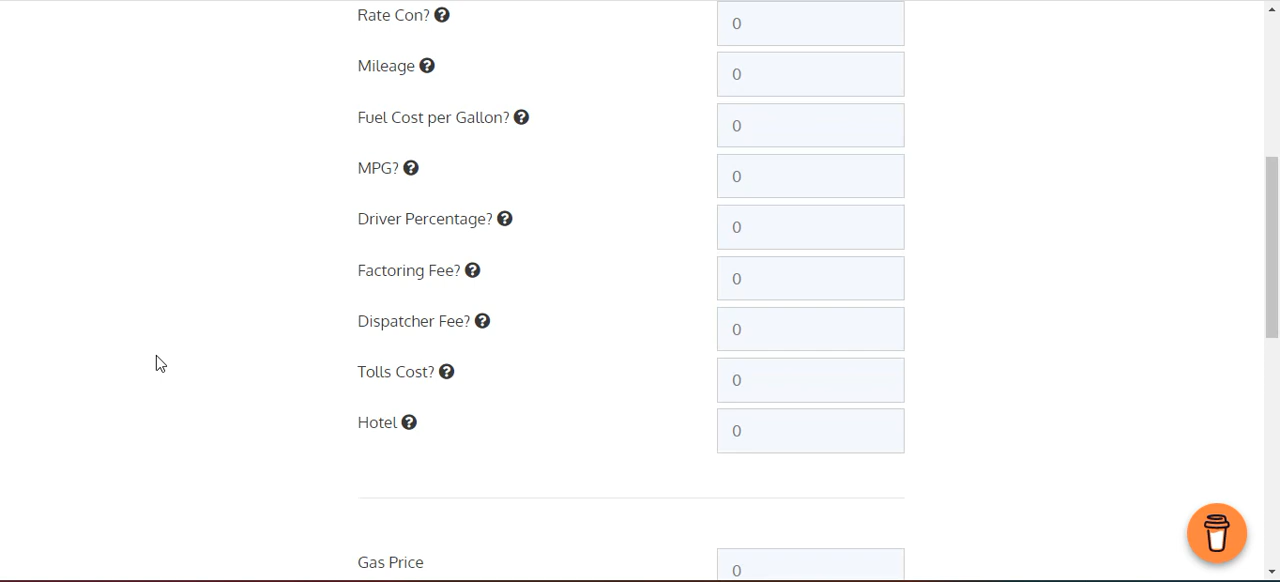 Rate Con? 0
Mileage 0
Fuel Cost per Gallon? 0
MPG? 0
Driver Percentage? 0
Factoring Fee? 0
Dispatcher Fee? 0
Tolls Cost? 0
Hotel 0
Gas Price 0